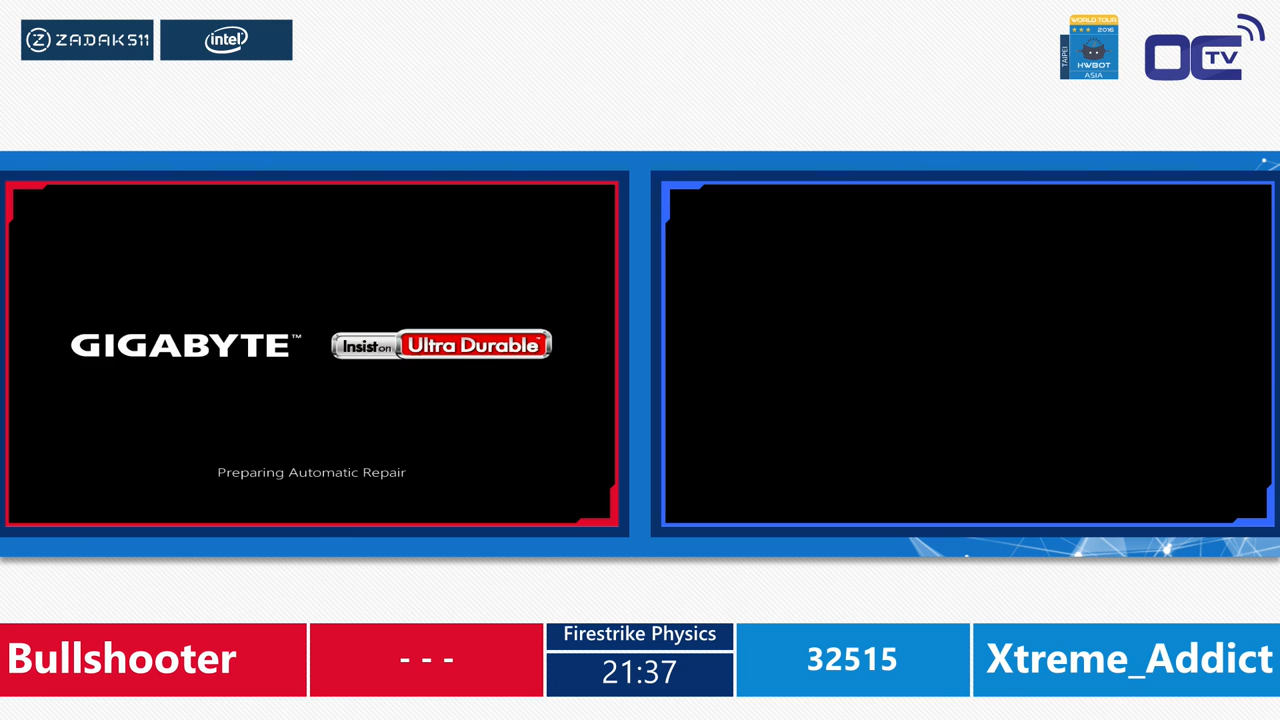 ZADAK511
intel
WORLD TOUR
2016
TAIPEI
HWBOT
ASIA
OC TV
GIGABYTE™
Insist on Ultra Durable™
Preparing Automatic Repair
Bullshooter
- - -
Firestrike Physics
21:37
32515
Xtreme_Addict